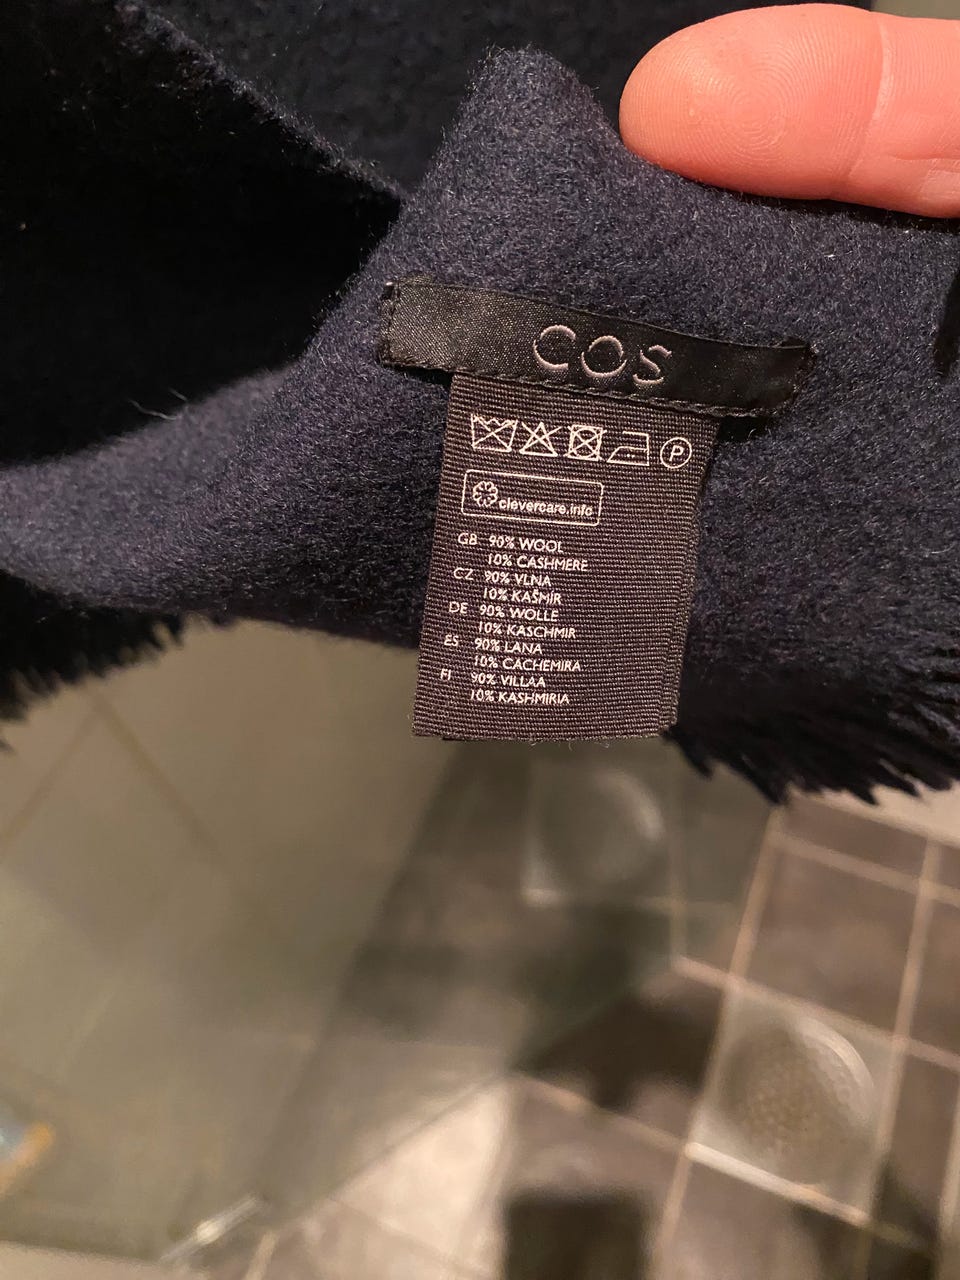 COS
P
clevercare.info
GB 90% WOOL
10% CASHMERE
CZ 90% VLNA
10% KAŠMÍR
DE 90% WOLLE
10% KASCHMIR
ES 90% LANA
10% CACHEMIRA
FI 90% VILLAA
10% KASHMIRIA